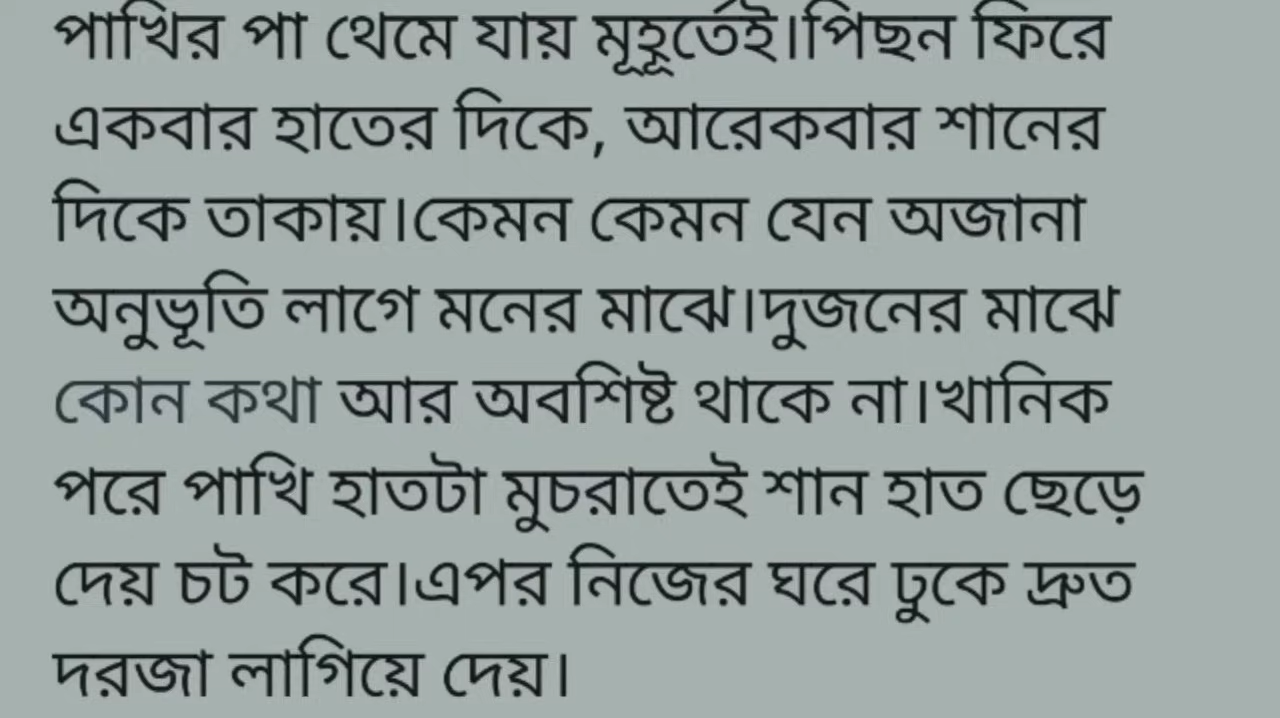 পাখির পা থেমে যায় মূহূর্তেই।পিছন ফিরে
একবার হাতের দিকে, আরেকবার শানের
দিকে তাকায়।কেমন কেমন যেন অজানা
অনুভূতি লাগে মনের মাঝে।দুজনের মাঝে
কোন কথা আর অবশিষ্ট থাকে না।খানিক
পরে পাখি হাতটা মুচরাতেই শান হাত ছেড়ে
দেয় চট করে।এপর নিজের ঘরে ঢুকে দ্রুত
দরজা লাগিয়ে দেয়।